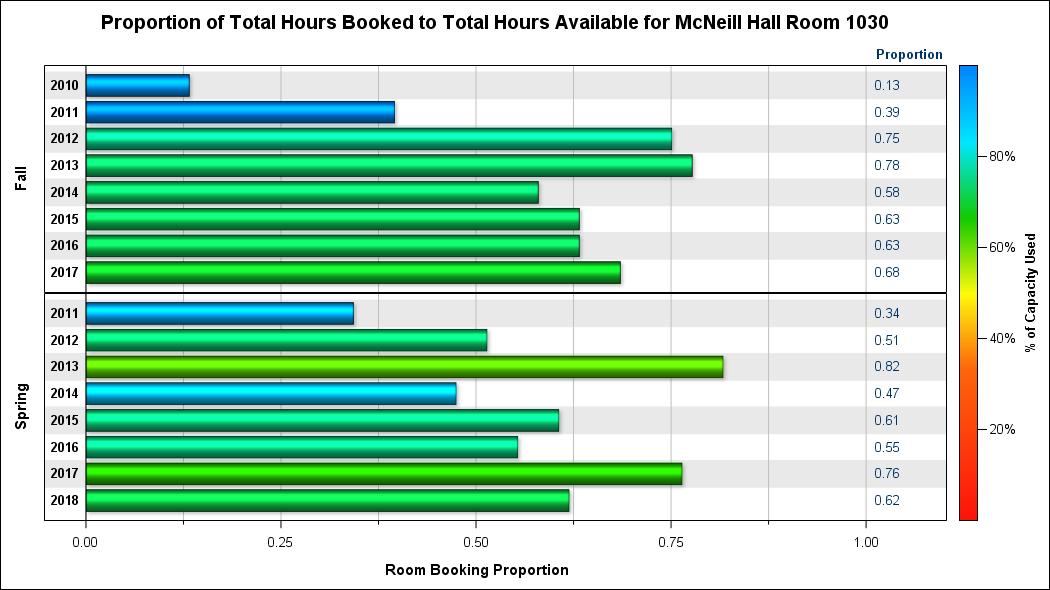 Proportion of Total Hours Booked to Total Hours Available for McNeill Hall Room 1030
Proportion
Fall
2010 0.13
2011 0.39
2012 0.75
2013 0.78
2014 0.58
2015 0.63
2016 0.63
2017 0.68
Spring
2011 0.34
2012 0.51
2013 0.82
2014 0.47
2015 0.61
2016 0.55
2017 0.76
2018 0.62
0.00 0.25 0.50 0.75 1.00
Room Booking Proportion
80%
60%
40%
20%
% of Capacity Used